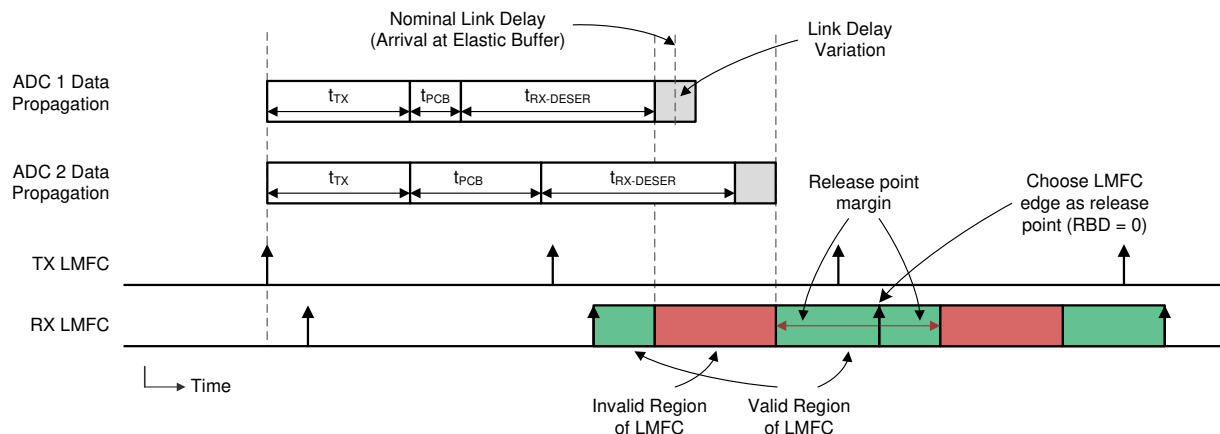 Nominal Link Delay
(Arrival at Elastic Buffer)
Link Delay
Variation
ADC 1 Data
Propagation
tTX
tPCB
tRX-DESER
ADC 2 Data
Propagation
tTX
tPCB
tRX-DESER
Release point
margin
Choose LMFC
edge as release
point (RBD = 0)
TX LMFC
RX LMFC
Time
Invalid Region
of LMFC
Valid Region
of LMFC